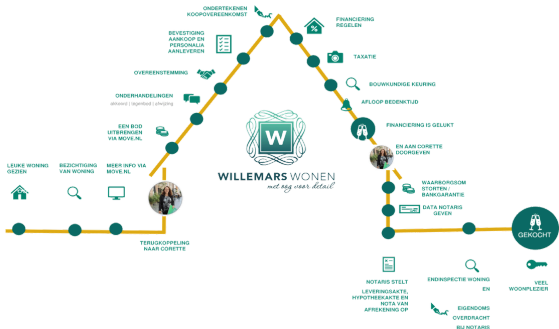 LEUKE WONING
GEZIEN
BEZICHTIGING
VAN WONING
MEER INFO VIA
MOVE.NL
TERUGKOPPELING
NAAR CORETTE
EEN BOD
UITBRENGEN
VIA MOVE.NL
ONDERHANDELINGEN
OVEREENSTEMMING
BEVESTIGING
AANKOOP EN
PERSONALIA
AANLEVEREN
ONDERTEKENEN
KOOPOVEREENKOMST
FINANCIERING
REGELEN
TAXATIE
BOUWKUNDIGE KEURING
AFLOOP BEDENKTIJD
FINANCIERING IS GELUKT
EN AAN CORETTE
DOORGEVEN
WAARBORGSOM
STORTEN /
BANKGARANTIE
DATA NOTARIS
GEVEN
W
WILLEMARS WONEN
met oog voor detail
NOTARIS STELT
LEVERINGSAKTE,
HYPOTHEEKAKTE EN
NOTA VAN
AFREKENING OP
ENDINSPECTIE WONING
EN
EIGENDOMS
OVERDRACHT
BIJ NOTARIS
GEKOCHT
VEEL
WOONPLEZIER